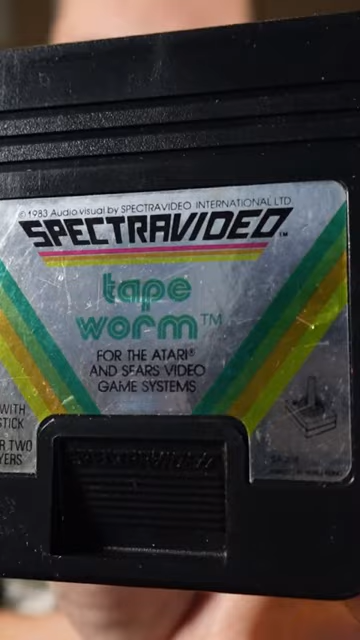 © 1983 Audio visual by SPECTRAVIDEO INTERNATIONAL LTD.
SPECTRAVIDEO™
tape
worm™
FOR THE ATARI®
AND SEARS VIDEO
GAME SYSTEMS
WITH
STICK
R TWO
YERS
SPECTRAVIDEO